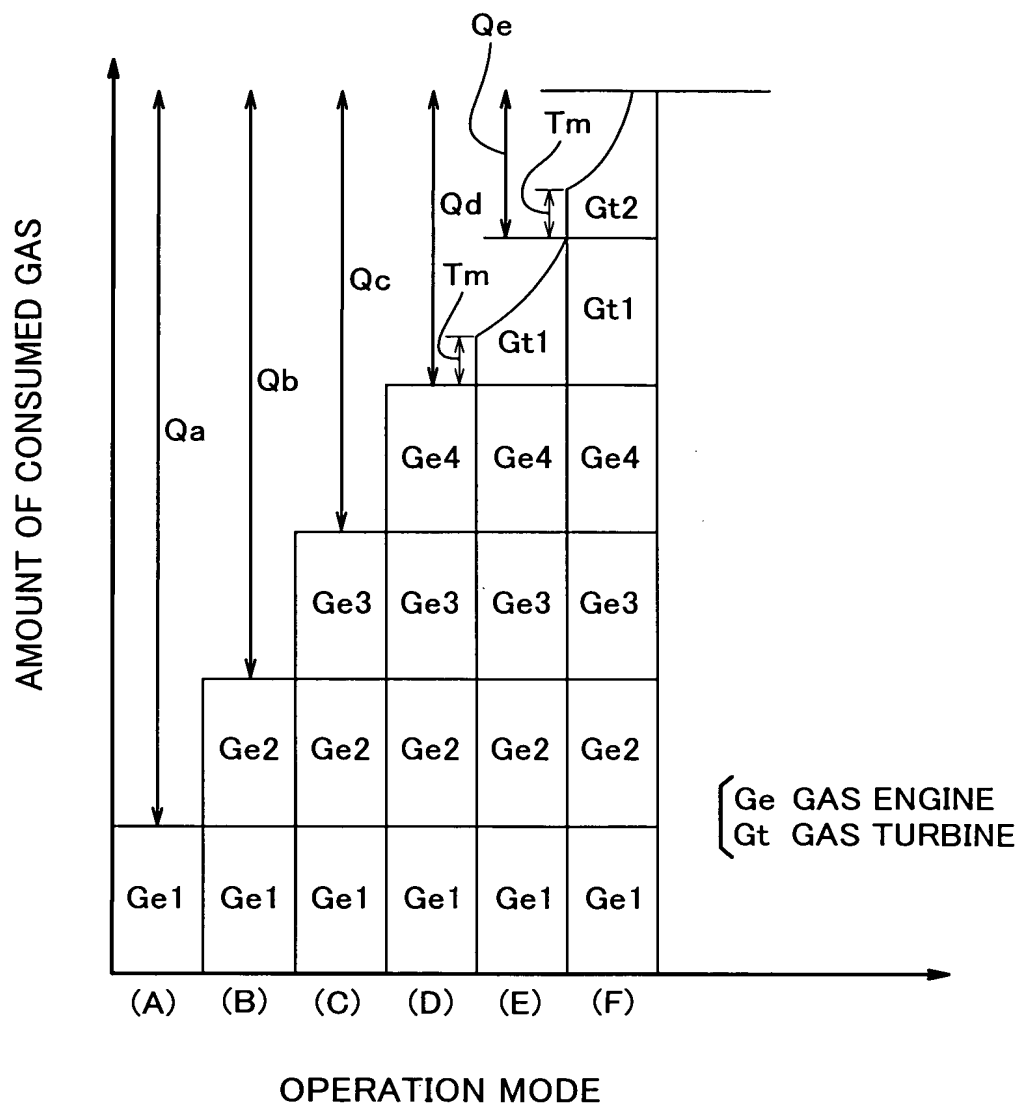 Qe
Tm
Qd
Gt2
Qc
Tm
Gt1
Gt1
Qb
Qa
Ge4 Ge4 Ge4
Ge3 Ge3 Ge3 Ge3
Ge2 Ge2 Ge2 Ge2 Ge2
Ge GAS ENGINE
Gt GAS TURBINE
Ge1 Ge1 Ge1 Ge1 Ge1 Ge1
(A) (B) (C) (D) (E) (F)
OPERATION MODE
AMOUNT OF CONSUMED GAS